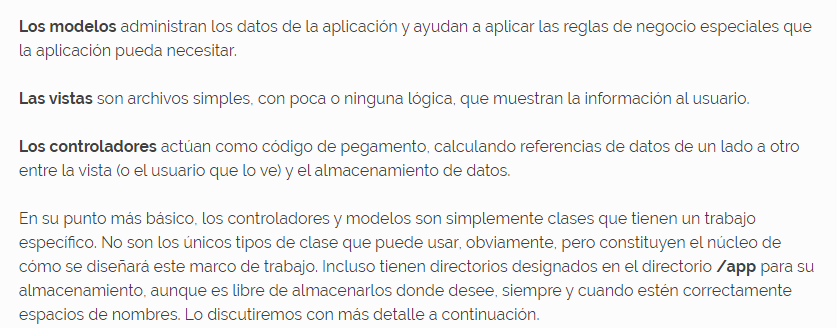 Los modelos administran los datos de la aplicación y ayudan a aplicar las reglas de negocio especiales que
la aplicación pueda necesitar.
Las vistas son archivos simples, con poca o ninguna lógica, que muestran la información al usuario.
Los controladores actúan como código de pegamento, calculando referencias de datos de un lado a otro
entre la vista (o el usuario que lo ve) y el almacenamiento de datos.
En su punto más básico, los controladores y modelos son simplemente clases que tienen un trabajo
específico. No son los únicos tipos de clase que puede usar, obviamente, pero constituyen el núcleo de
cómo se diseñará este marco de trabajo. Incluso tienen directorios designados en el directorio /app para su
almacenamiento, aunque es libre de almacenarlos donde desee, siempre y cuando estén correctamente
espacios de nombres. Lo discutiremos con más detalle a continuación.